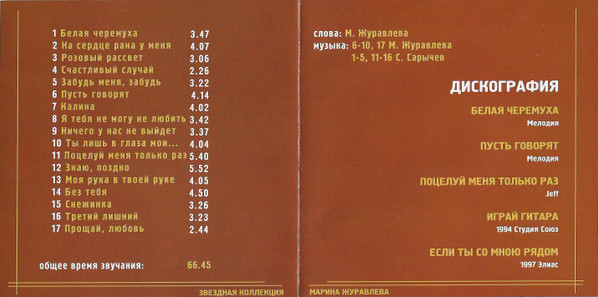 1 Белая черемуха 3.47
2 На сердце рана у меня 4.07
3 Розовый рассвет 3.06
4 Счастливый случай 2.26
5 Забудь меня, забудь 3.22
6 Пусть говорят 4.14
7 Калина 4.02
8 Я тебя не могу не любить 3.42
9 Ничего у нас не выйдет 3.37
10 Ты лишь в глаза мои... 4.04
11 Поцелуй меня только раз 5.40
12 Знаю, поздно 5.52
13 Моя рука в твоей руке 4.05
14 Без тебя 4.50
15 Снежинка 3.26
16 Третий лишний 3.23
17 Прощай, любовь 2.44
общее время звучания: 66.45
ЗВЕЗДНАЯ КОЛЛЕКЦИЯ
слова: М. Журавлева
музыка: 6-10, 17 М. Журавлева
1-5, 11-16 С. Сарычев
ДИСКОГРАФИЯ
БЕЛАЯ ЧЕРЕМУХА
Мелодия
ПУСТЬ ГОВОРЯТ
Мелодия
ПОЦЕЛУЙ МЕНЯ ТОЛЬКО РАЗ
Jeff
ИГРАЙ ГИТАРА
1994 Студия Союз
ЕСЛИ ТЫ СО МНОЮ РЯДОМ
1997 Элиас
МАРИНА ЖУРАВЛЕВА